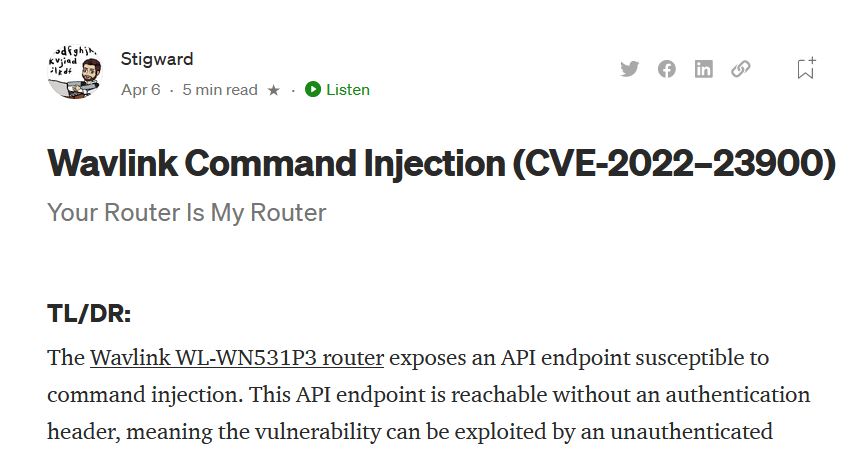 Stigward
Apr 6 · 5 min read ★ · Listen
Wavlink Command Injection (CVE-2022–23900)
Your Router Is My Router
TL/DR:
The Wavlink WL-WN531P3 router exposes an API endpoint susceptible to
command injection. This API endpoint is reachable without an authentication
header, meaning the vulnerability can be exploited by an unauthenticated